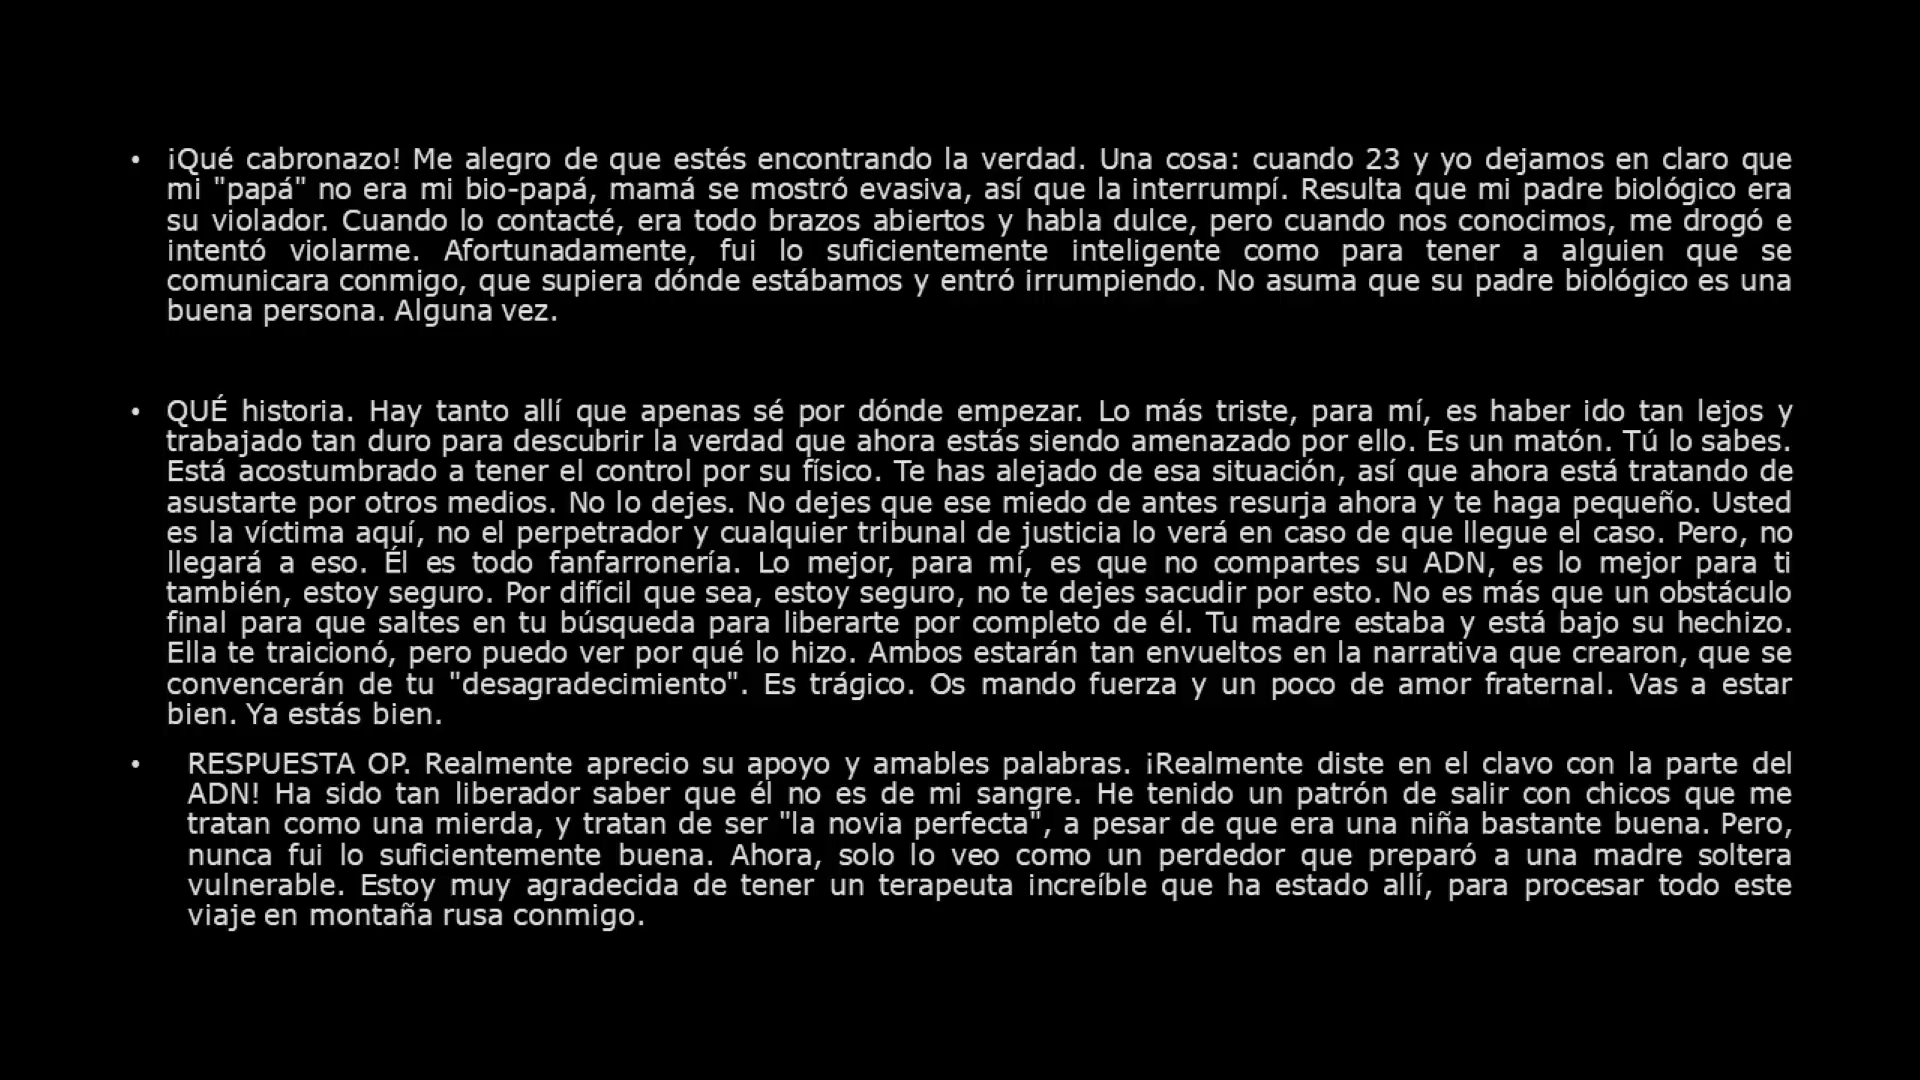 • ¡Qué cabronazo! Me alegro de que estés encontrando la verdad. Una cosa: cuando 23 y yo dejamos en claro que
mi "papá" no era mi bio-papá, mamá se mostró evasiva, así que la interrumpí. Resulta que mi padre biológico era
su violador. Cuando lo contacté, era todo brazos abiertos y habla dulce, pero cuando nos conocimos, me drogó e
intentó violarme. Afortunadamente, fui lo suficientemente inteligente como para tener a alguien que se
comunicara conmigo, que supiera dónde estábamos y entró irrumpiendo. No asuma que su padre biológico es una
buena persona. Alguna vez.
• QUÉ historia. Hay tanto allí que apenas sé por dónde empezar. Lo más triste, para mí, es haber ido tan lejos y
trabajado tan duro para descubrir la verdad que ahora estás siendo amenazado por ello. Es un matón. Tú lo sabes.
Está acostumbrado a tener el control por su físico. Te has alejado de esa situación, así que ahora está tratando de
asustarte por otros medios. No lo dejes. No dejes que ese miedo de antes resurja ahora y te haga pequeño. Usted
es la víctima aquí, no el perpetrador y cualquier tribunal de justicia lo verá en caso de que llegue el caso. Pero, no
llegará a eso. Él es todo fanfarronería. Lo mejor, para mí, es que no compartes su ADN, es lo mejor para ti
también, estoy seguro. Por difícil que sea, estoy seguro, no te dejes sacudir por esto. No es más que un obstáculo
final para que saltes en tu búsqueda para liberarte por completo de él. Tu madre estaba y está bajo su hechizo.
Ella te traicionó, pero puedo ver por qué lo hizo. Ambos estarán tan envueltos en la narrativa que crearon, que se
convencerán de tu "desagradecimiento". Es trágico. Os mando fuerza y un poco de amor fraternal. Vas a estar
bien. Ya estás bien.
• RESPUESTA OP. Realmente aprecio su apoyo y amables palabras. ¡Realmente diste en el clavo con la parte del
ADN! Ha sido tan liberador saber que él no es de mi sangre. He tenido un patrón de salir con chicos que me
tratan como una mierda, y tratan de ser "la novia perfecta", a pesar de que era una niña bastante buena. Pero,
nunca fui lo suficientemente buena. Ahora, solo lo veo como un perdedor que preparó a una madre soltera
vulnerable. Estoy muy agradecida de tener un terapeuta increíble que ha estado allí, para procesar todo este
viaje en montaña rusa conmigo.